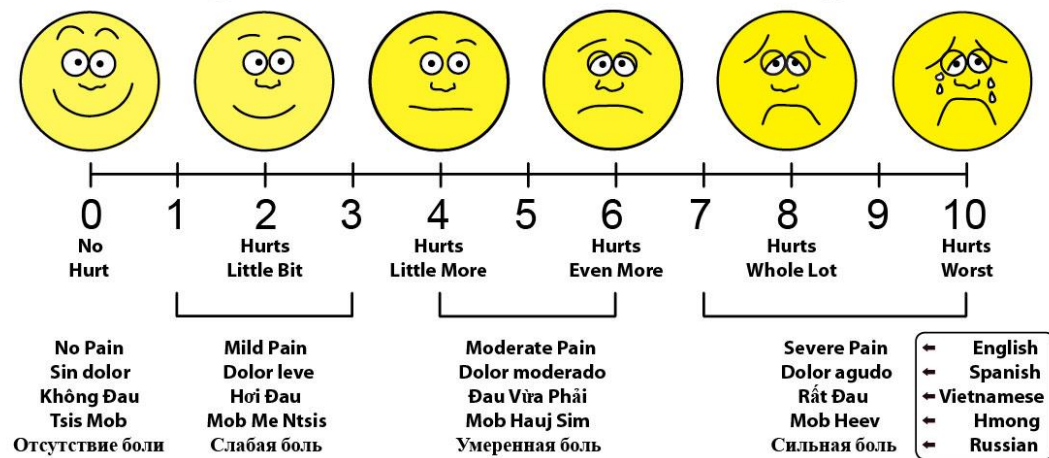 0 1 2 3 4 5 6 7 8 9 10
No Hurts Hurts Hurts Hurts Hurts
Hurt Little Bit Little More Even More Whole Lot Worst
No Pain Mild Pain Moderate Pain Severe Pain ← English
Sin dolor Dolor leve Dolor moderado Dolor agudo ← Spanish
Không Đau Hơi Đau Đau Vừa Phải Rất Đau ← Vietnamese
Tsis Mob Mob Me Ntsis Mob Hauj Sim Mob Heev ← Hmong
Отсутствие боли Слабая боль Умеренная боль Сильная боль ← Russian